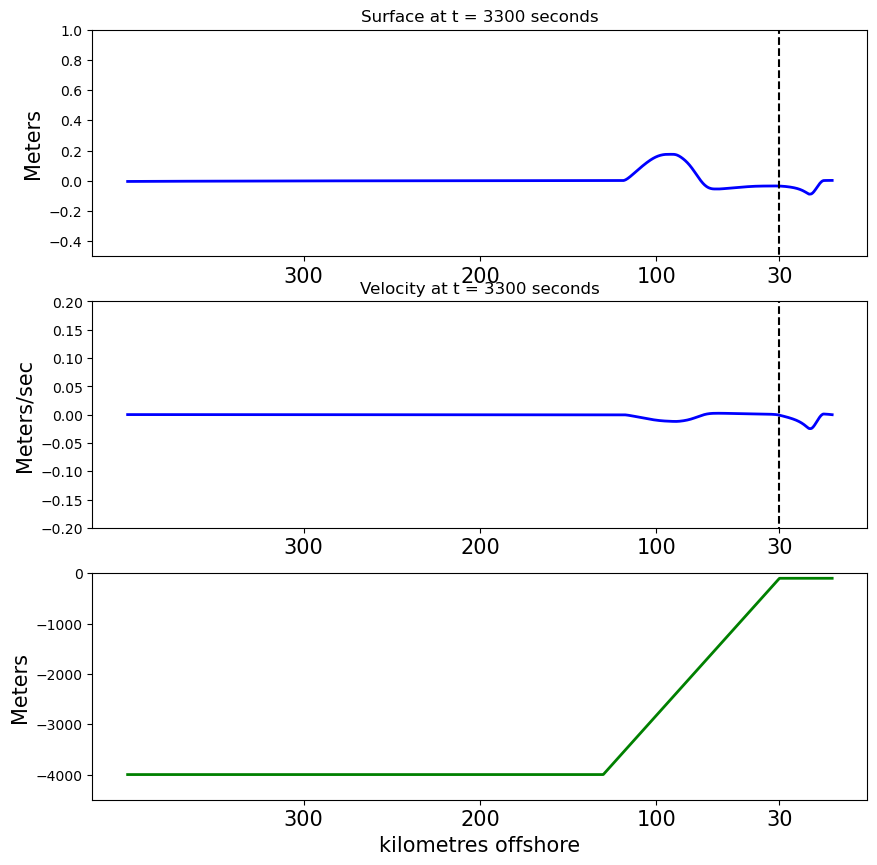 Surface at t = 3300 seconds
1.0
0.8
0.6
0.4
0.2
0.0
−0.2
−0.4
Meters
300 200 100 30
Velocity at t = 3300 seconds
0.20
0.15
0.10
0.05
0.00
−0.05
−0.10
−0.15
−0.20
Meters/sec
300 200 100 30
0
−1000
−2000
−3000
−4000
Meters
300 200 100 30
kilometres offshore